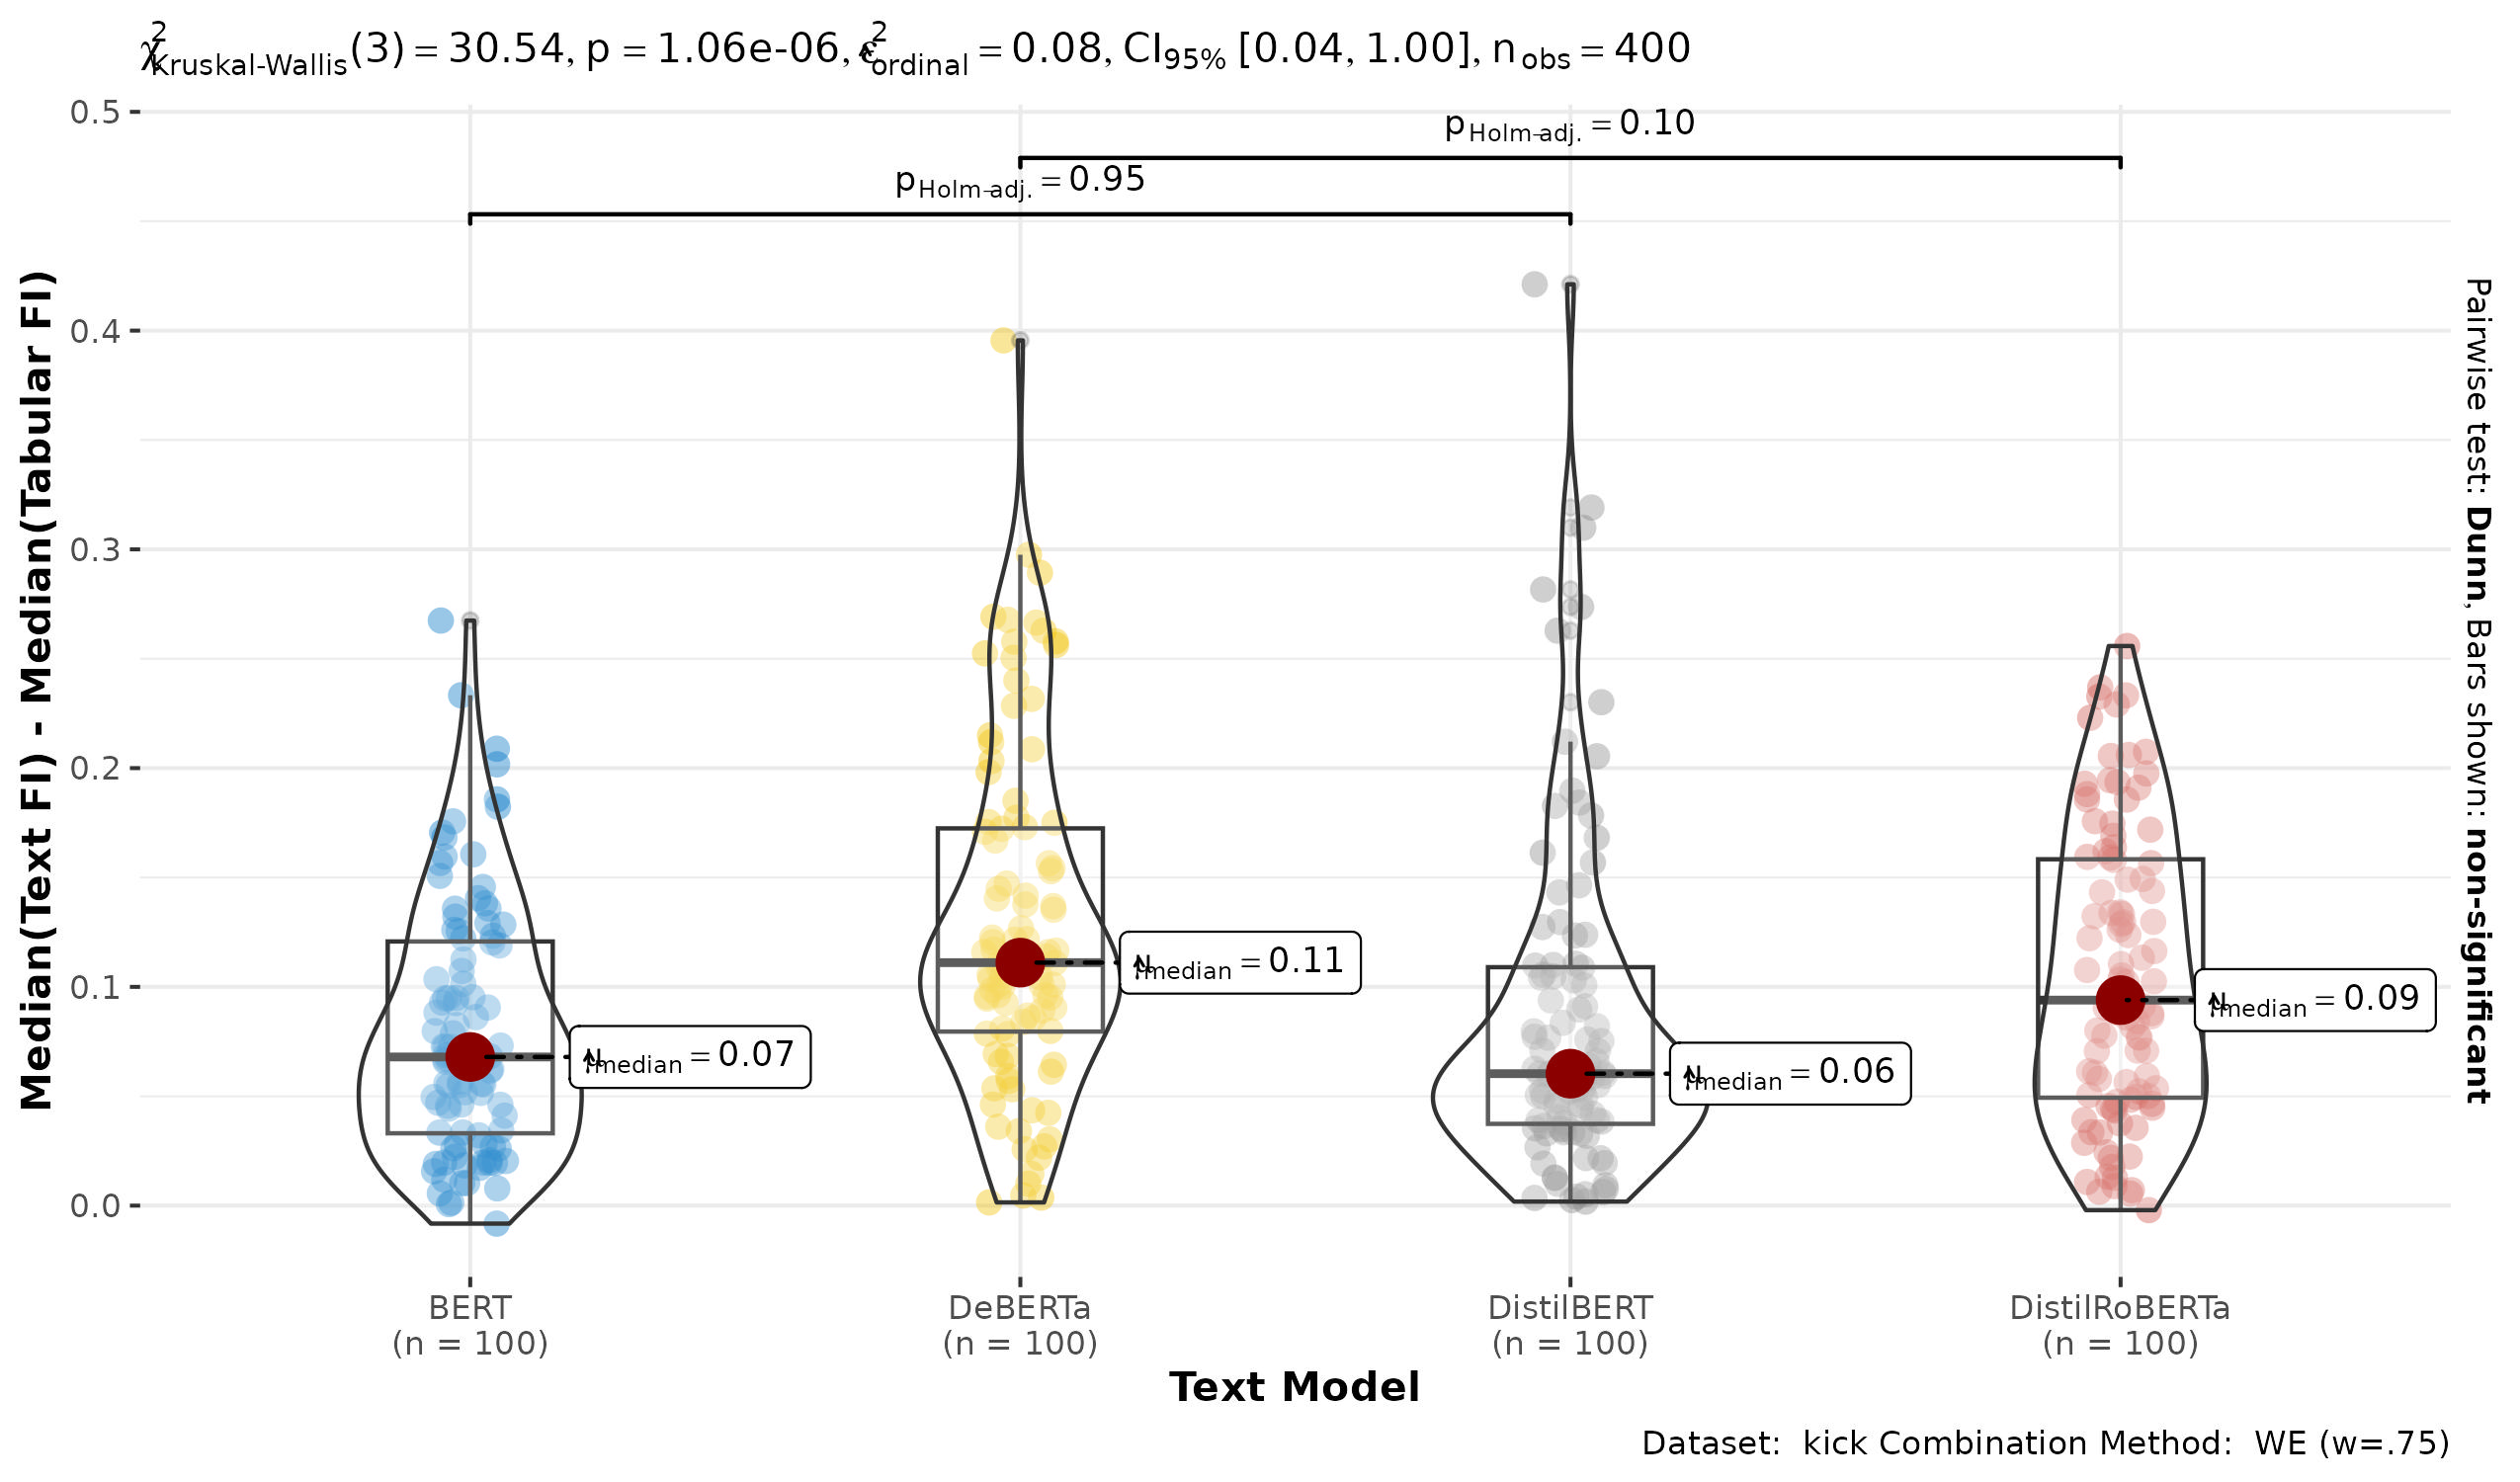 χ²Kruskal-Wallis(3) = 30.54, p = 1.06e-06, ε̂²ordinal = 0.08, CI95% [0.04, 1.00], nobs = 400
0.5
pHolm-adj. = 0.10
pHolm-adj. = 0.95
0.4
0.3
0.2
0.1
0.0
Median(Text FI) - Median(Tabular FI)
Pairwise test: Dunn, Bars shown: non-significant
μ̂median = 0.07
μ̂median = 0.11
μ̂median = 0.06
μ̂median = 0.09
BERT
(n = 100)
DeBERTa
(n = 100)
DistilBERT
(n = 100)
DistilRoBERTa
(n = 100)
Text Model
Dataset:  kick Combination Method:  WE (w=.75)